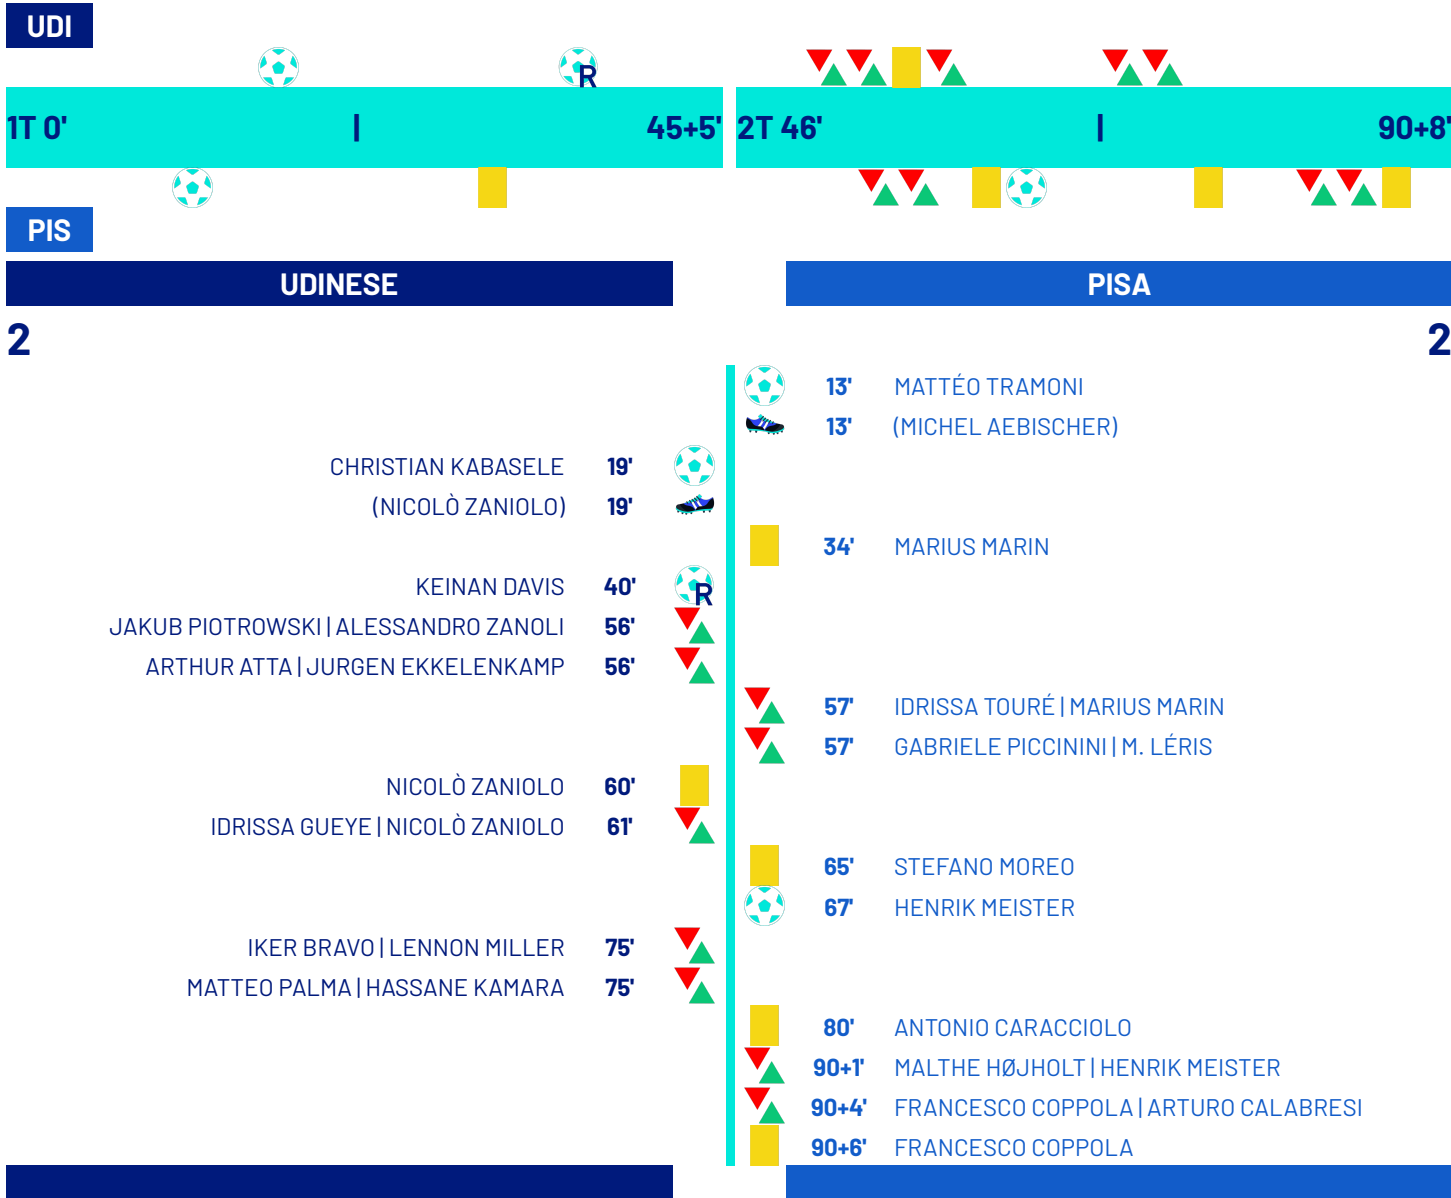 UDI
R
1T 0' | 45+5' 2T 46' | 90+8'
PIS
UDINESE PISA
2 2
13' MATTÉO TRAMONI
13' (MICHEL AEBISCHER)
CHRISTIAN KABASELE 19'
(NICOLÒ ZANIOLO) 19'
34' MARIUS MARIN
KEINAN DAVIS 40' R
JAKUB PIOTROWSKI | ALESSANDRO ZANOLI 56'
ARTHUR ATTA | JURGEN EKKELENKAMP 56'
57' IDRISSA TOURÉ | MARIUS MARIN
57' GABRIELE PICCININI | M. LÉRIS
NICOLÒ ZANIOLO 60'
IDRISSA GUEYE | NICOLÒ ZANIOLO 61'
65' STEFANO MOREO
67' HENRIK MEISTER
IKER BRAVO | LENNON MILLER 75'
MATTEO PALMA | HASSANE KAMARA 75'
80' ANTONIO CARACCIOLO
90+1' MALTHE HØJHOLT | HENRIK MEISTER
90+4' FRANCESCO COPPOLA | ARTURO CALABRESI
90+6' FRANCESCO COPPOLA